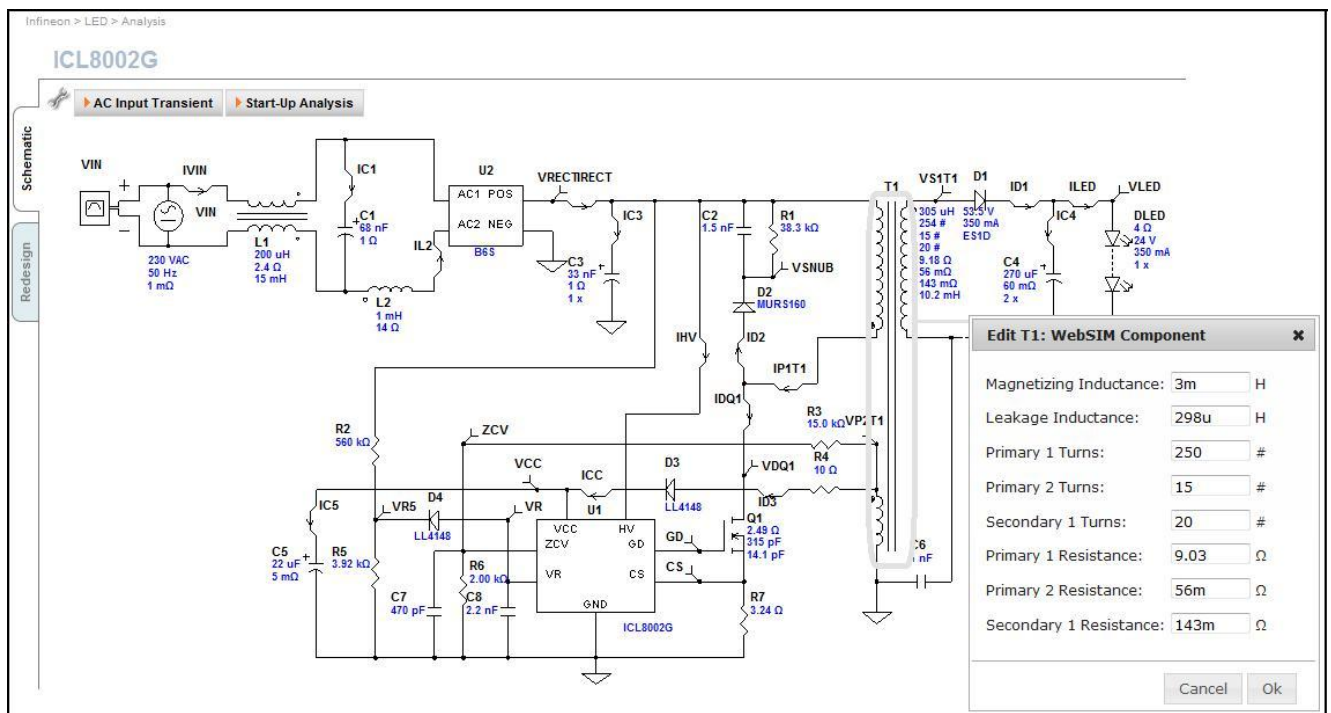 Infineon > LED > Analysis
ICL8002G
AC Input Transient
Start-Up Analysis
Schematic
Redesign
VIN
IVIN
VIN
230 VAC
50 Hz
1 mΩ
L1
200 uH
2.4 Ω
15 mH
IC1
C1
68 nF
1 Ω
L2
1 mH
14 Ω
IL2
U2
AC1 POS
AC2 NEG
B6S
VRECT
IRECT
IC3
C3
33 nF
1 Ω
1 x
C2
1.5 nF
R1
38.3 kΩ
VSNUB
D2
MURS160
IHV
ID2
IP1T1
IDQ1
T1
305 uH
254 #
15 #
20 #
9.18 Ω
56 mΩ
143 mΩ
10.2 mH
VS1T1
D1
53.5 V
350 mA
ES1D
ID1
ILED
VLED
IC4
C4
270 uF
60 mΩ
2 x
DLED
4 Ω
24 V
350 mA
1 x
R2
560 kΩ
ZCV
R3
15.0 kΩ
VP2T1
R4
10 Ω
VCC
ICC
D3
LL4148
VDQ1
ID3
IC5
VR5
D4
LL4148
VR
U1
VCC
HV
ZCV
GD
VR
CS
GND
ICL8002G
GD
CS
Q1
2.49 Ω
315 pF
14.1 pF
C5
22 uF
5 mΩ
R5
3.92 kΩ
C7
470 pF
R6
2.00 kΩ
C8
2.2 nF
R7
3.24 Ω
C6
nF
Edit T1: WebSIM Component
Magnetizing Inductance: 3m H
Leakage Inductance: 298u H
Primary 1 Turns: 250 #
Primary 2 Turns: 15 #
Secondary 1 Turns: 20 #
Primary 1 Resistance: 9.03 Ω
Primary 2 Resistance: 56m Ω
Secondary 1 Resistance: 143m Ω
Cancel
Ok